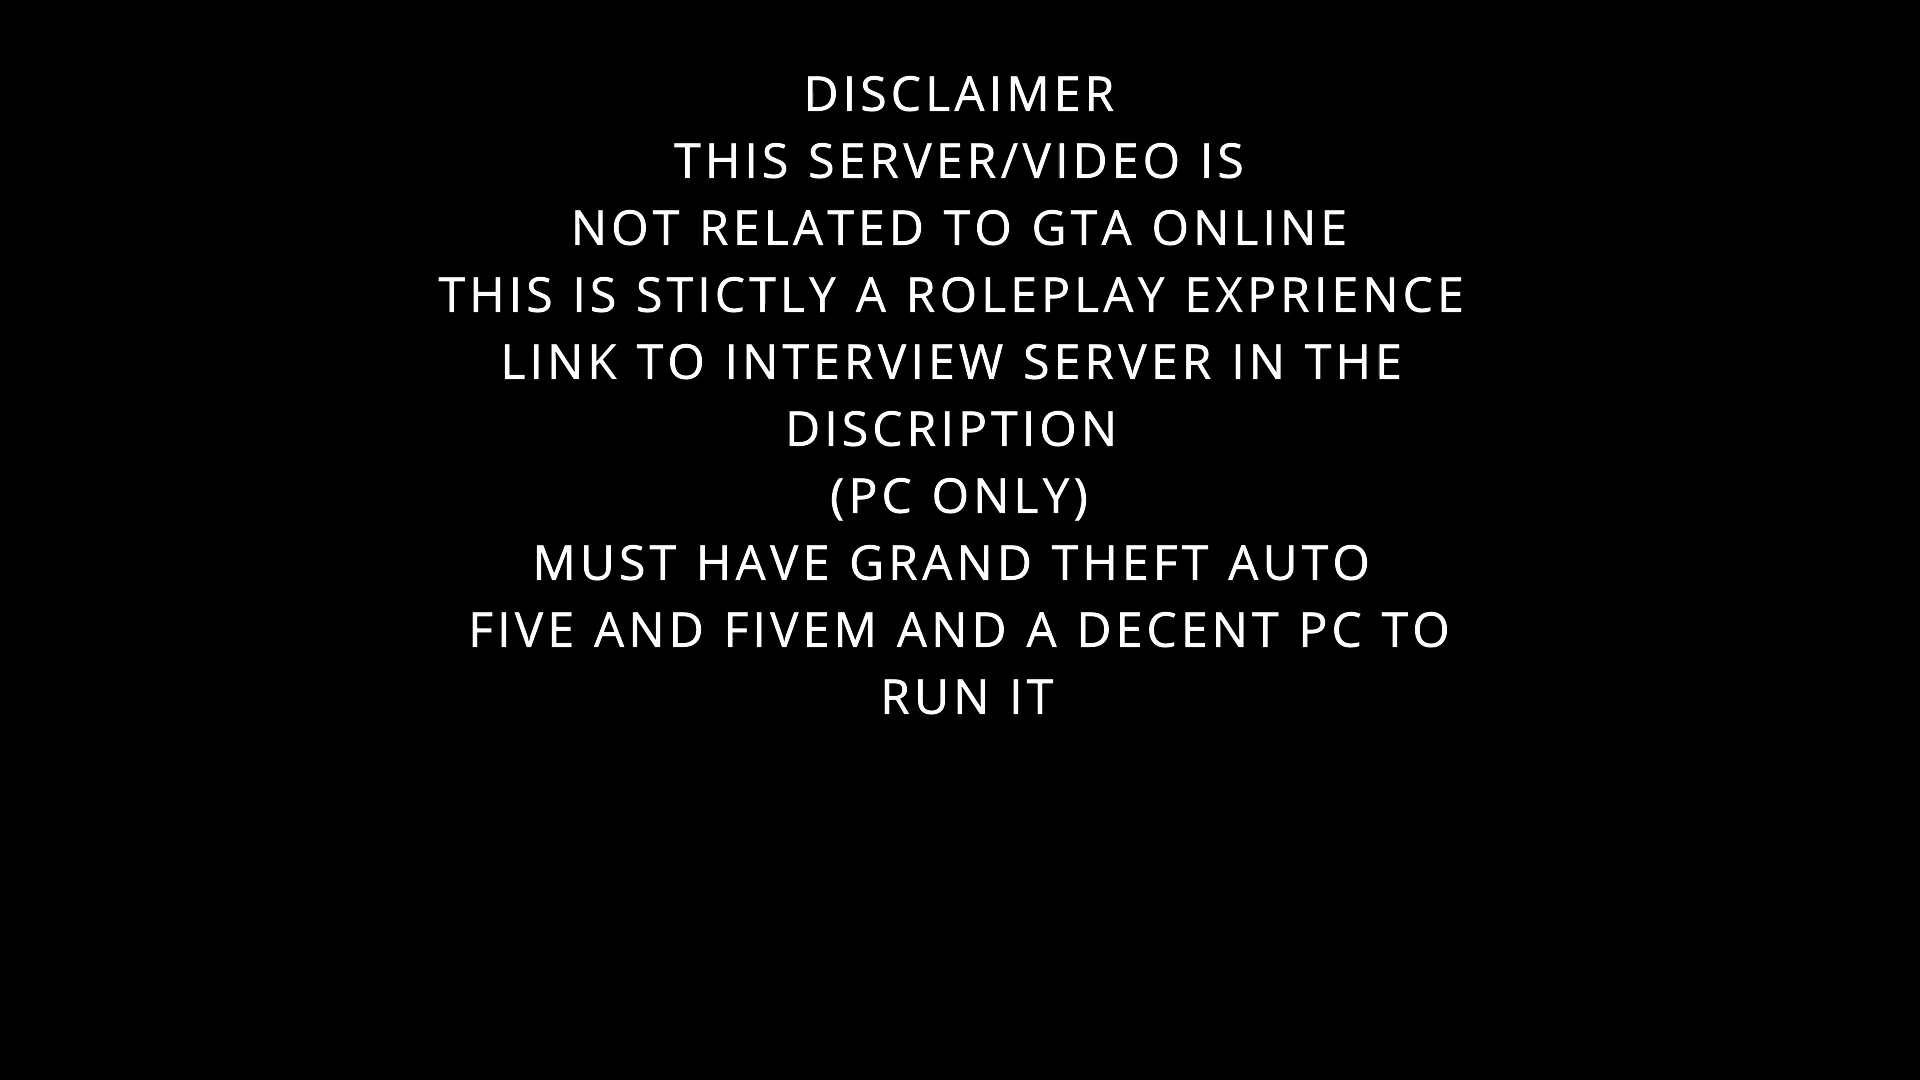 DISCLAIMER
THIS SERVER/VIDEO IS
NOT RELATED TO GTA ONLINE
THIS IS STICTLY A ROLEPLAY EXPRIENCE
LINK TO INTERVIEW SERVER IN THE
DISCRIPTION
(PC ONLY)
MUST HAVE GRAND THEFT AUTO
FIVE AND FIVEM AND A DECENT PC TO
RUN IT